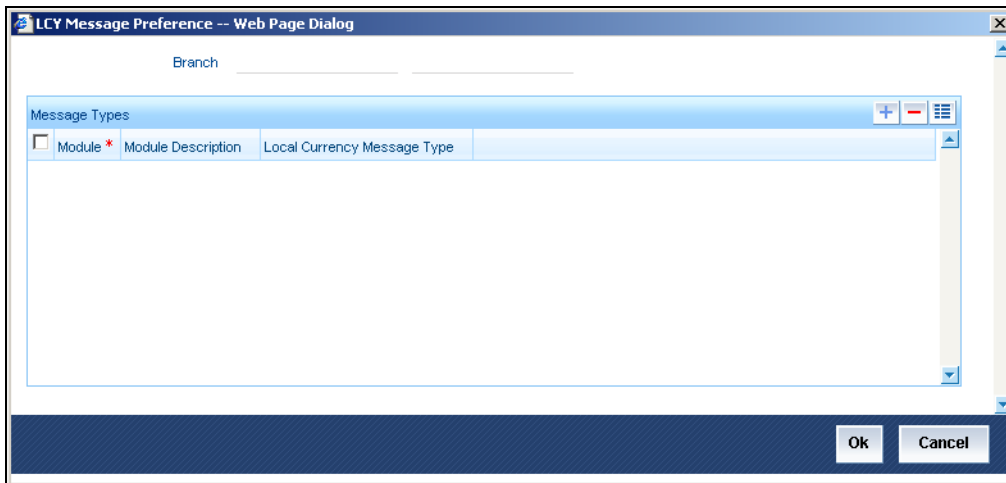 LCY Message Preference -- Web Page Dialog
Branch
Message Types
Module * Module Description Local Currency Message Type
Ok Cancel